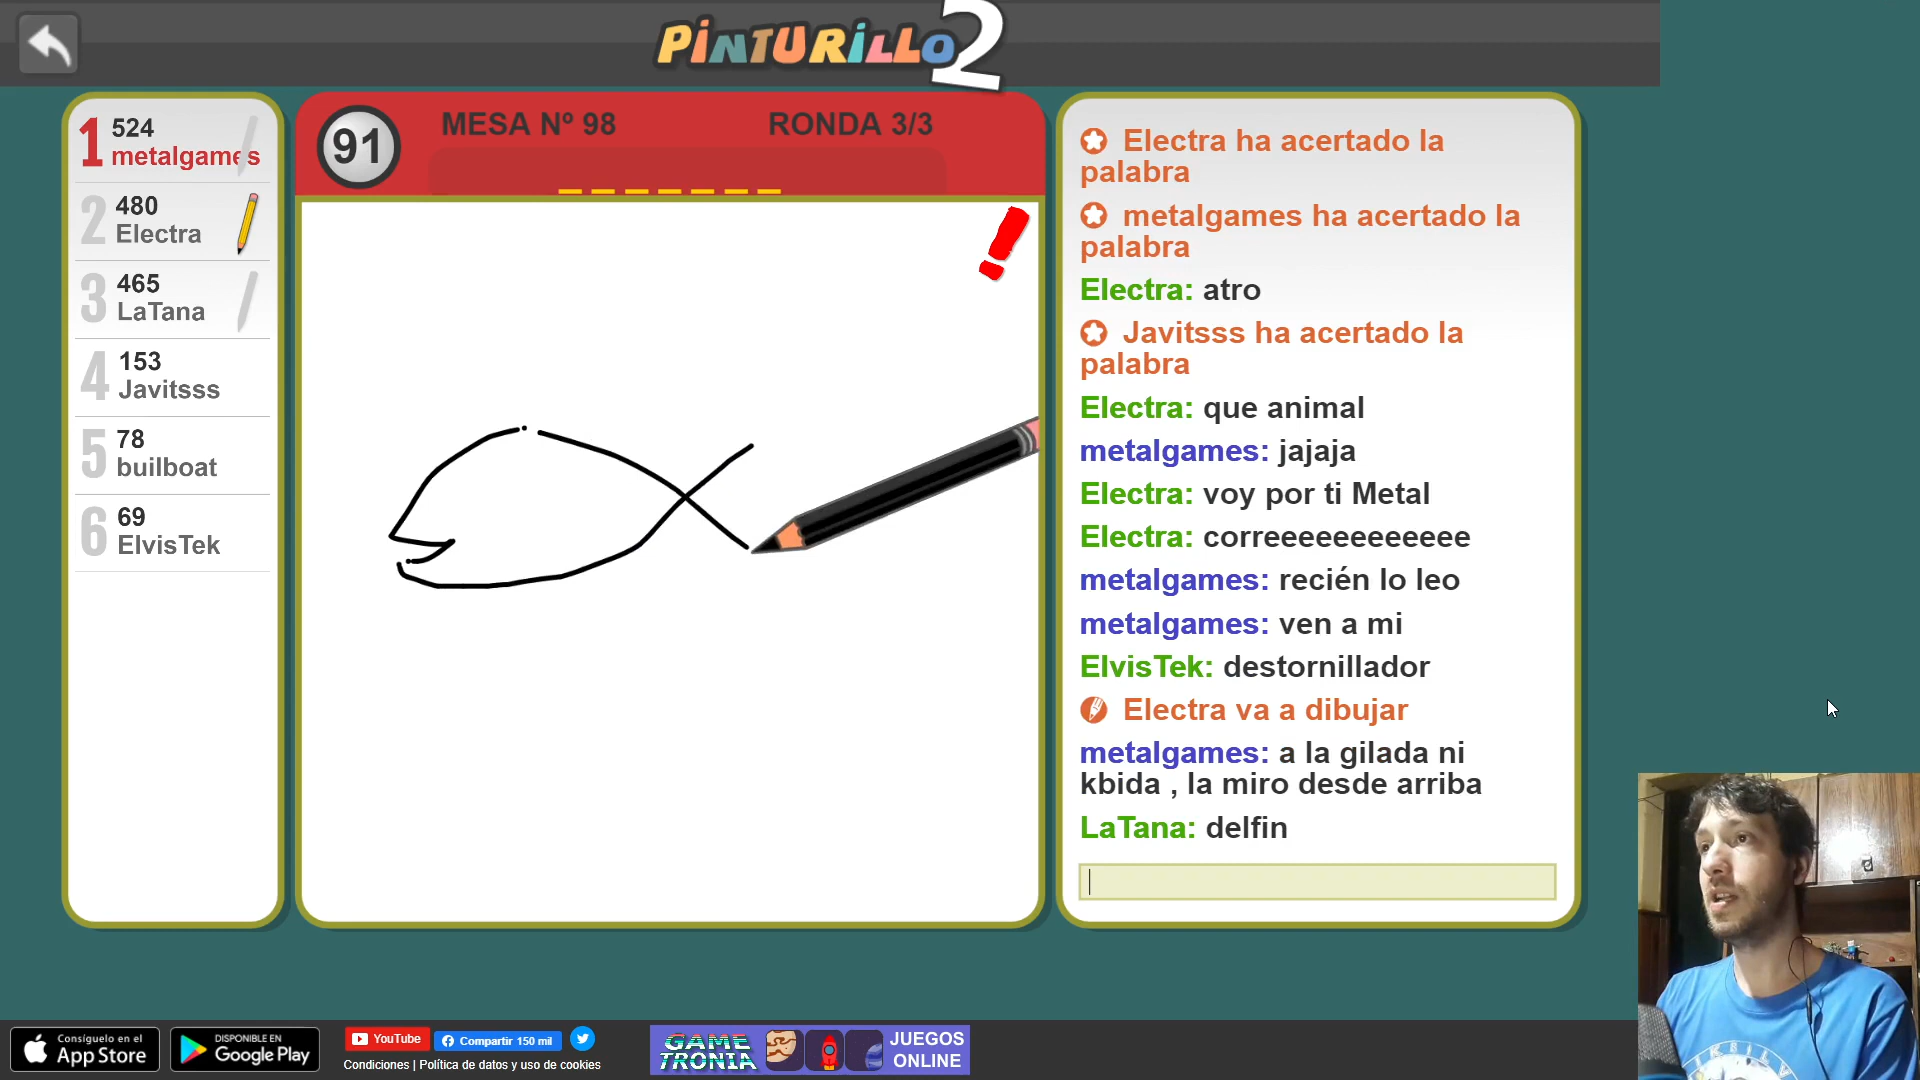 PINTURILLO 2
1 524
metalgames
2 480
Electra
3 465
LaTana
4 153
Javitsss
5 78
builboat
6 69
ElvisTek
91
MESA Nº 98
RONDA 3/3
_ _ _ _ _ _ _
!
Electra ha acertado la
palabra
metalgames ha acertado la
palabra
Electra: atro
Javitsss ha acertado la
palabra
Electra: que animal
metalgames: jajaja
Electra: voy por ti Metal
Electra: correeeeeeeeeeee
metalgames: recién lo leo
metalgames: ven a mi
ElvisTek: destornillador
Electra va a dibujar
metalgames: a la gilada ni
kbida , la miro desde arriba
LaTana: delfin
Consíguelo en el
App Store
DISPONIBLE EN
Google Play
YouTube
Compartir 150 mil
Condiciones | Política de datos y uso de cookies
GAME
TRONIA
JUEGOS
ONLINE